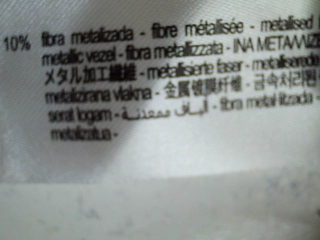 10% fibra metalizada - fibre métallisée - metallised
metallic vezel - fibra metallizzata - INA ΜΕΤΑΛΛΙΖΕ
メタル加工繊維 - metallisierte faser - metaliserede
metalizirana vlakna - 金属镀膜纤维 - 금속처리된
serat logam - ألياف معدنية - fibra metal·litzada -
metalizatua -